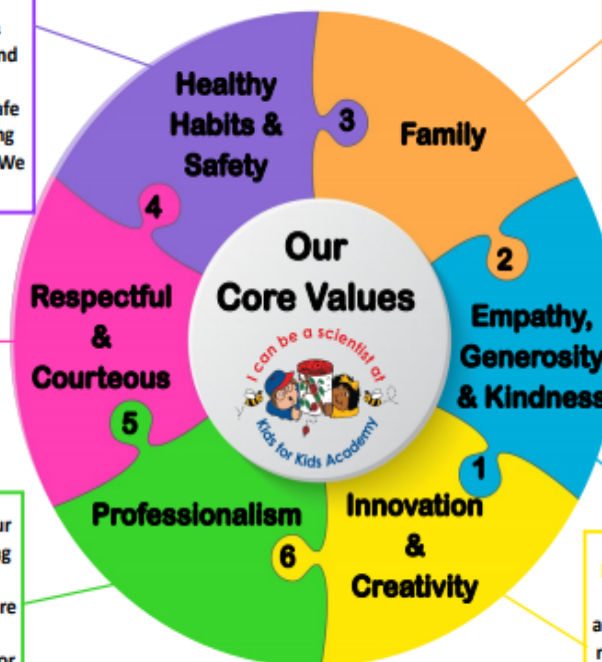 Our
Core Values
I can be a scientist at
Kids for Kids Academy
Healthy
Habits &
Safety
3
Family
2
Empathy,
Generosity
& Kindness
1
Innovation
&
Creativity
6
Professionalism
5
Respectful
&
Courteous
4
We